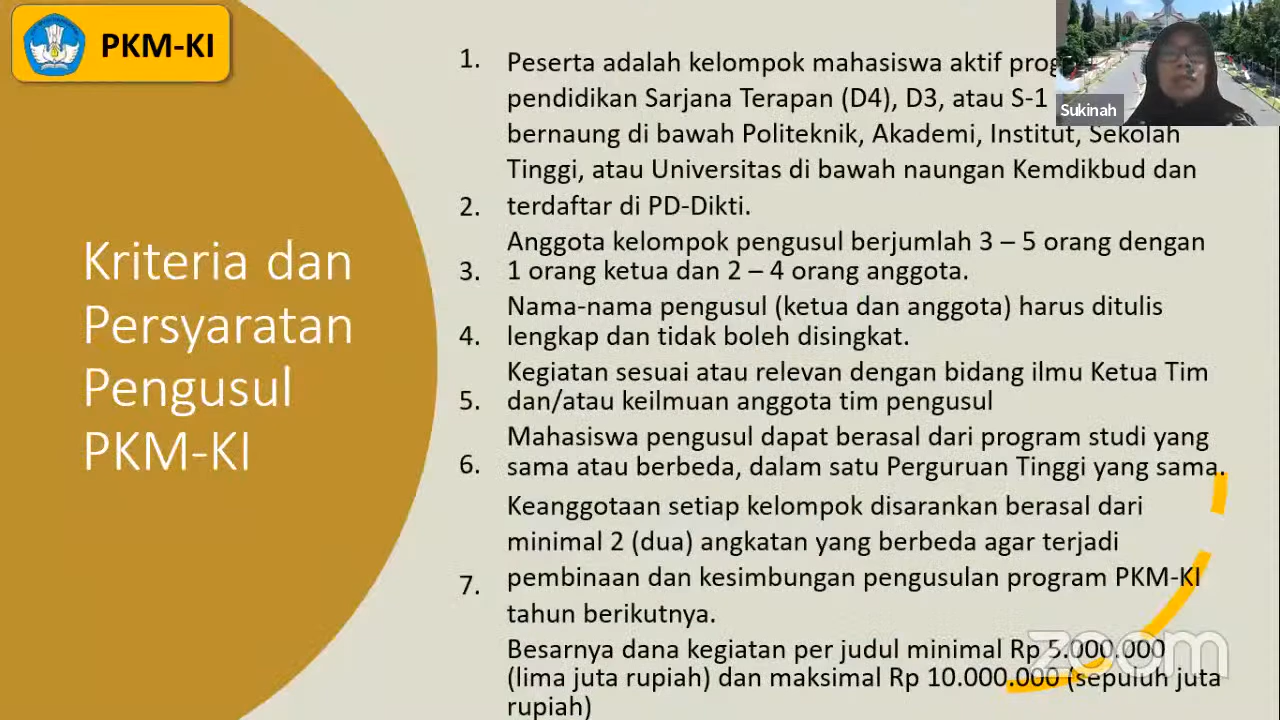 PKM-KI
Kriteria dan
Persyaratan
Pengusul
PKM-KI
1. Peserta adalah kelompok mahasiswa aktif
pendidikan Sarjana Terapan (D4), D3, atau S-1
bernaung di bawah Politeknik, Akademi, Institut, Sekolah
Tinggi, atau Universitas di bawah naungan Kemdikbud dan
2. terdaftar di PD-Dikti.
Anggota kelompok pengusul berjumlah 3 – 5 orang dengan
3. 1 orang ketua dan 2 – 4 orang anggota.
Nama-nama pengusul (ketua dan anggota) harus ditulis
4. lengkap dan tidak boleh disingkat.
Kegiatan sesuai atau relevan dengan bidang ilmu Ketua Tim
5. dan/atau keilmuan anggota tim pengusul
Mahasiswa pengusul dapat berasal dari program studi yang
6. sama atau berbeda, dalam satu Perguruan Tinggi yang sama.
Keanggotaan setiap kelompok disarankan berasal dari
minimal 2 (dua) angkatan yang berbeda agar terjadi
7. pembinaan dan kesimbungan pengusulan program PKM-KI
tahun berikutnya.
Besarnya dana kegiatan per judul minimal Rp 5.000.000
(lima juta rupiah) dan maksimal Rp 10.000.000 (sepuluh juta
rupiah)
Sukinah
zoom